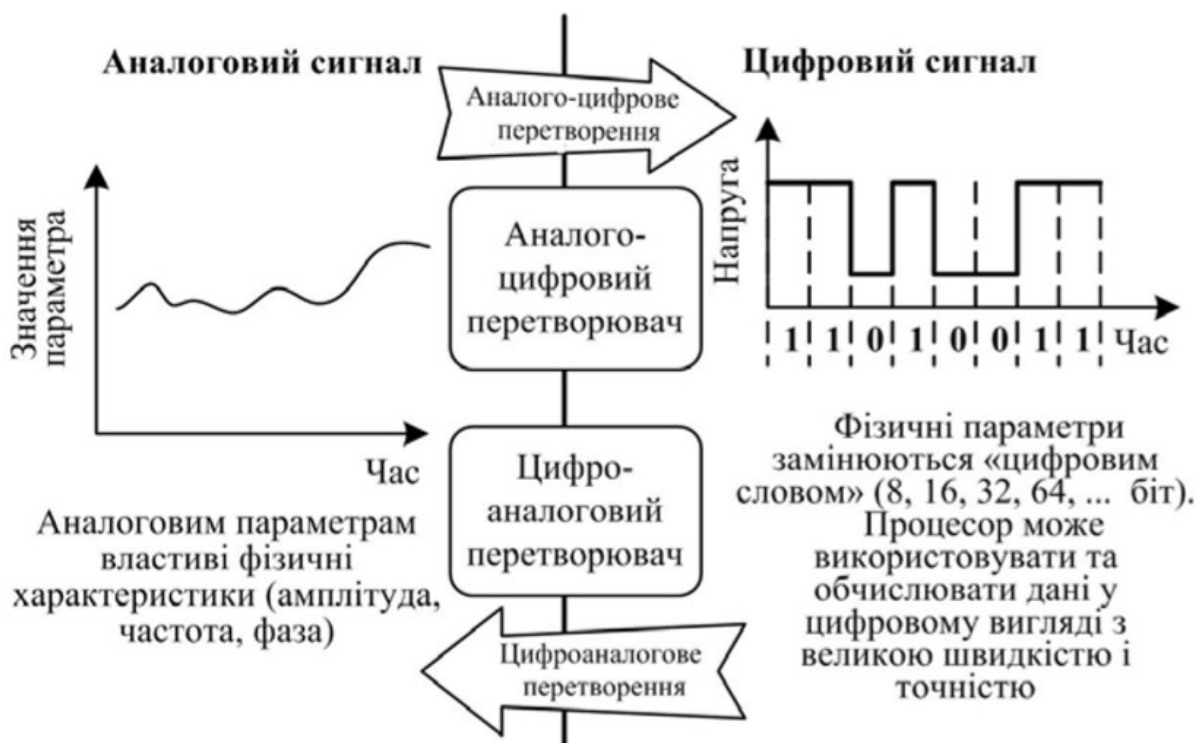 Аналоговий сигнал
Значення
параметра
Час
Аналоговим параметрам
властиві фізичні
характеристики (амплітуда,
частота, фаза)
Аналого-цифрове
перетворення
Аналого-
цифровий
перетворювач
Цифро-
аналоговий
перетворювач
Цифроаналогове
перетворення
Цифровий сигнал
Напруга
1 1 0 1 0 0 1 1 Час
Фізичні параметри
замінюються «цифровим
словом» (8, 16, 32, 64, ... біт).
Процесор може
використовувати та
обчислювати дані у
цифровому вигляді з
великою швидкістю і
точністю